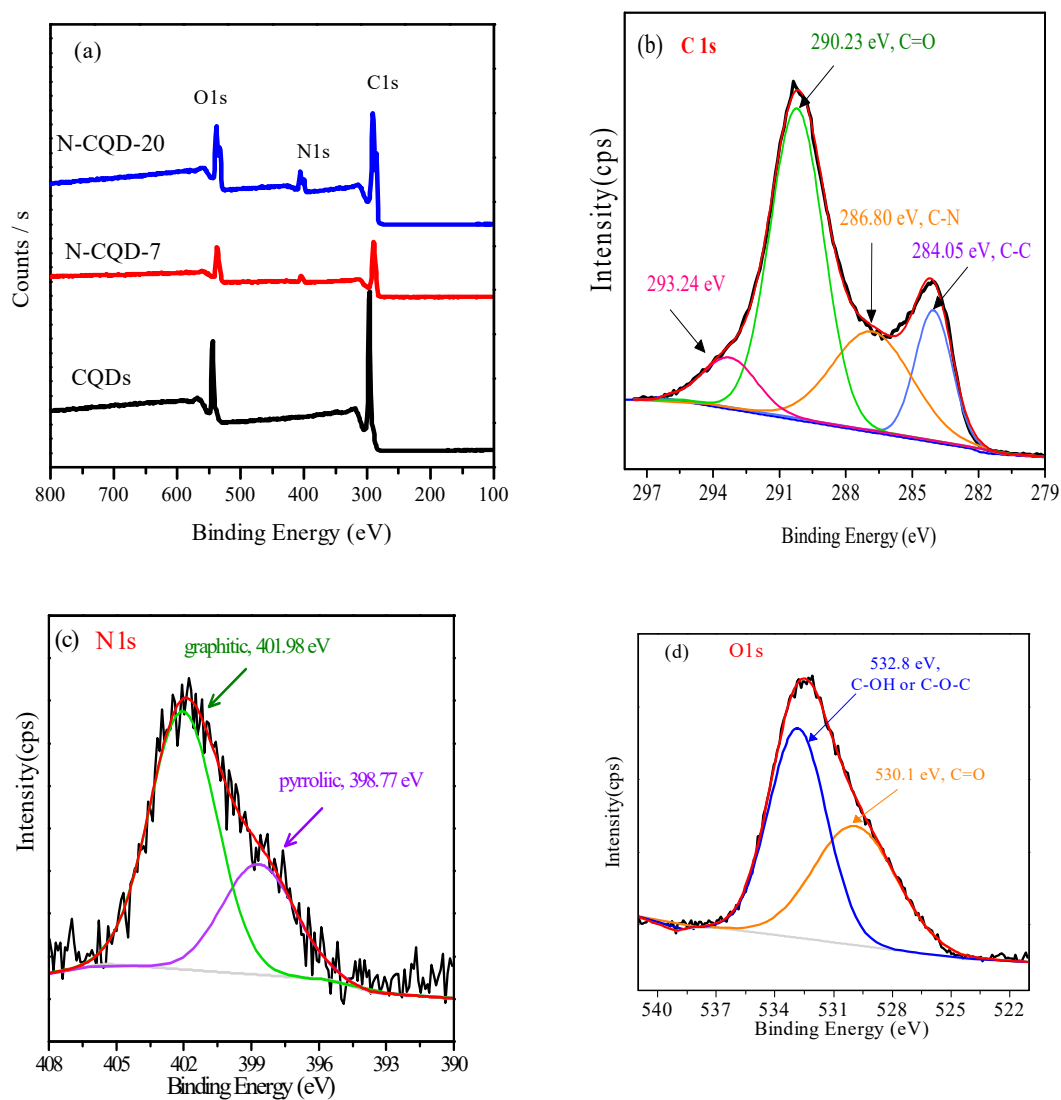 (a)
C1s
O1s
N-CQD-20
N1s
N-CQD-7
CQDs
Counts / s
800 700 600 500 400 300 200 100
Binding Energy (eV)
(b) C 1s
290.23 eV, C=O
286.80 eV, C-N
284.05 eV, C-C
293.24 eV
Intensity(cps)
297 294 291 288 285 282 279
Binding Energy (eV)
(c) N 1s
graphitic, 401.98 eV
pyrroliic, 398.77 eV
Intensity(cps)
408 405 402 399 396 393 390
Binding Energy (eV)
(d) O1s
532.8 eV,
C-OH or C-O-C
530.1 eV, C=O
Intensity(cps)
540 537 534 531 528 525 522
Binding Energy (eV)